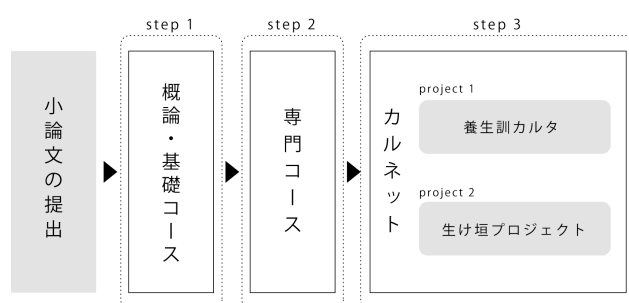 step 1
step 2
step 3
小論文の提出
概論・基礎コース
専門コース
カルネット
project 1
養生訓カルタ
project 2
生け垣プロジェクト